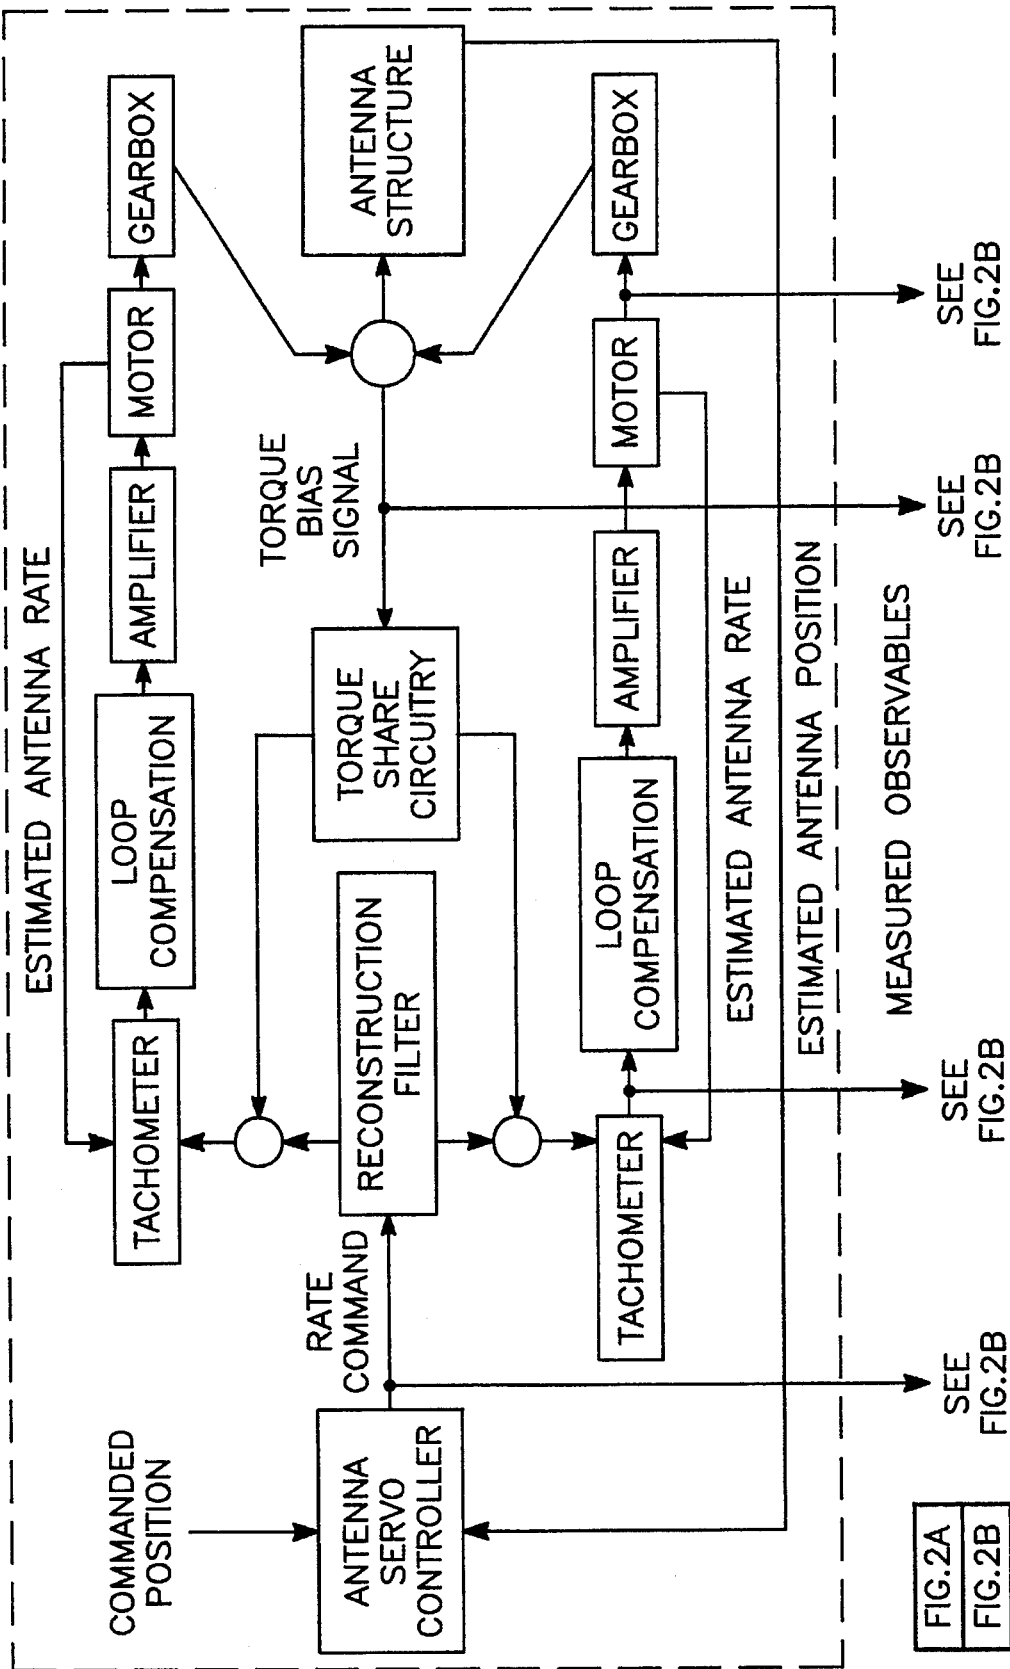 COMMANDED
POSITION
ANTENNA
SERVO
CONTROLLER
RATE
COMMAND
RECONSTRUCTION
FILTER
ESTIMATED ANTENNA RATE
TACHOMETER
LOOP
COMPENSATION
AMPLIFIER
MOTOR
GEARBOX
TORQUE
SHARE
CIRCUITRY
TORQUE
BIAS
SIGNAL
ANTENNA
STRUCTURE
TACHOMETER
LOOP
COMPENSATION
AMPLIFIER
MOTOR
GEARBOX
ESTIMATED ANTENNA RATE
ESTIMATED ANTENNA POSITION
MEASURED OBSERVABLES
SEE
FIG.2B
SEE
FIG.2B
SEE
FIG.2B
SEE
FIG.2B
FIG.2A
FIG.2B